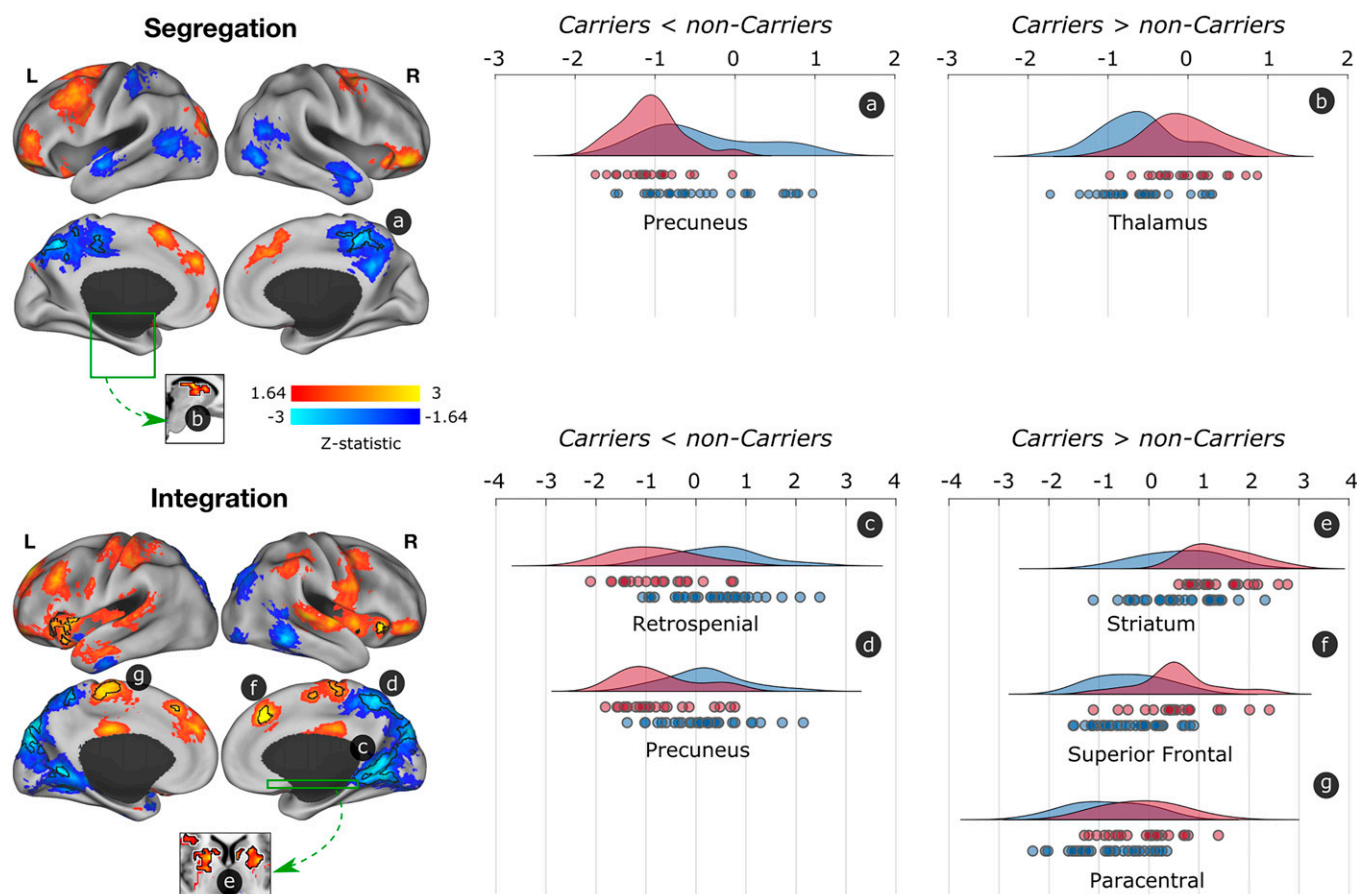 Segregation
L
R
a
b
1.64
3
-3
-1.64
Z-statistic
Carriers < non-Carriers
-3 -2 -1 0 1 2
a
Precuneus
Carriers > non-Carriers
-3 -2 -1 0 1 2
b
Thalamus
Integration
L
R
g
f
d
c
e
Carriers < non-Carriers
-4 -3 -2 -1 0 1 2 3 4
c
Retrospenial
d
Precuneus
Carriers > non-Carriers
-4 -3 -2 -1 0 1 2 3 4
e
Striatum
f
Superior Frontal
g
Paracentral